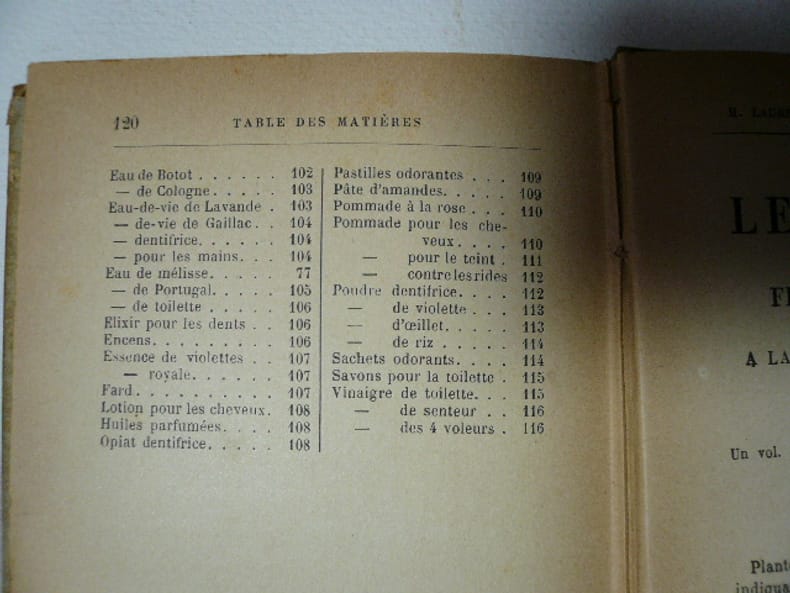 120 TABLE DES MATIÈRES
Eau de Botot . . . . . . 102
— de Cologne . . . . . 103
Eau-de-vie de Lavande . 103
— de-vie de Gaillac . . 104
— dentifrice . . . . . . 104
— pour les mains . . . 104
Eau de mélisse . . . . . 77
— de Portugal . . . . . 105
— de toilette . . . . . 106
Elixir pour les dents . . 106
Encens . . . . . . . . . 106
Essence de violettes . . 107
— royale . . . . . . 107
Fard . . . . . . . . . . 107
Lotion pour les cheveux . 108
Huiles parfumées . . . . 108
Opiat dentifrice . . . . . 108
Pastilles odorantes . . . 109
Pâte d'amandes . . . . . 109
Pommade à la rose . . . 110
Pommade pour les che-
veux . . . . 110
— pour le teint . 111
— contre les rides 112
Poudre dentifrice . . . . 112
— de violette . . . 113
— d'œillet . . . . . 113
— de riz . . . . . 114
Sachets odorants . . . . 114
Savons pour la toilette . 115
Vinaigre de toilette . . . 115
— de senteur . . 116
— des 4 voleurs . 116
LE
A LA
Un vol.